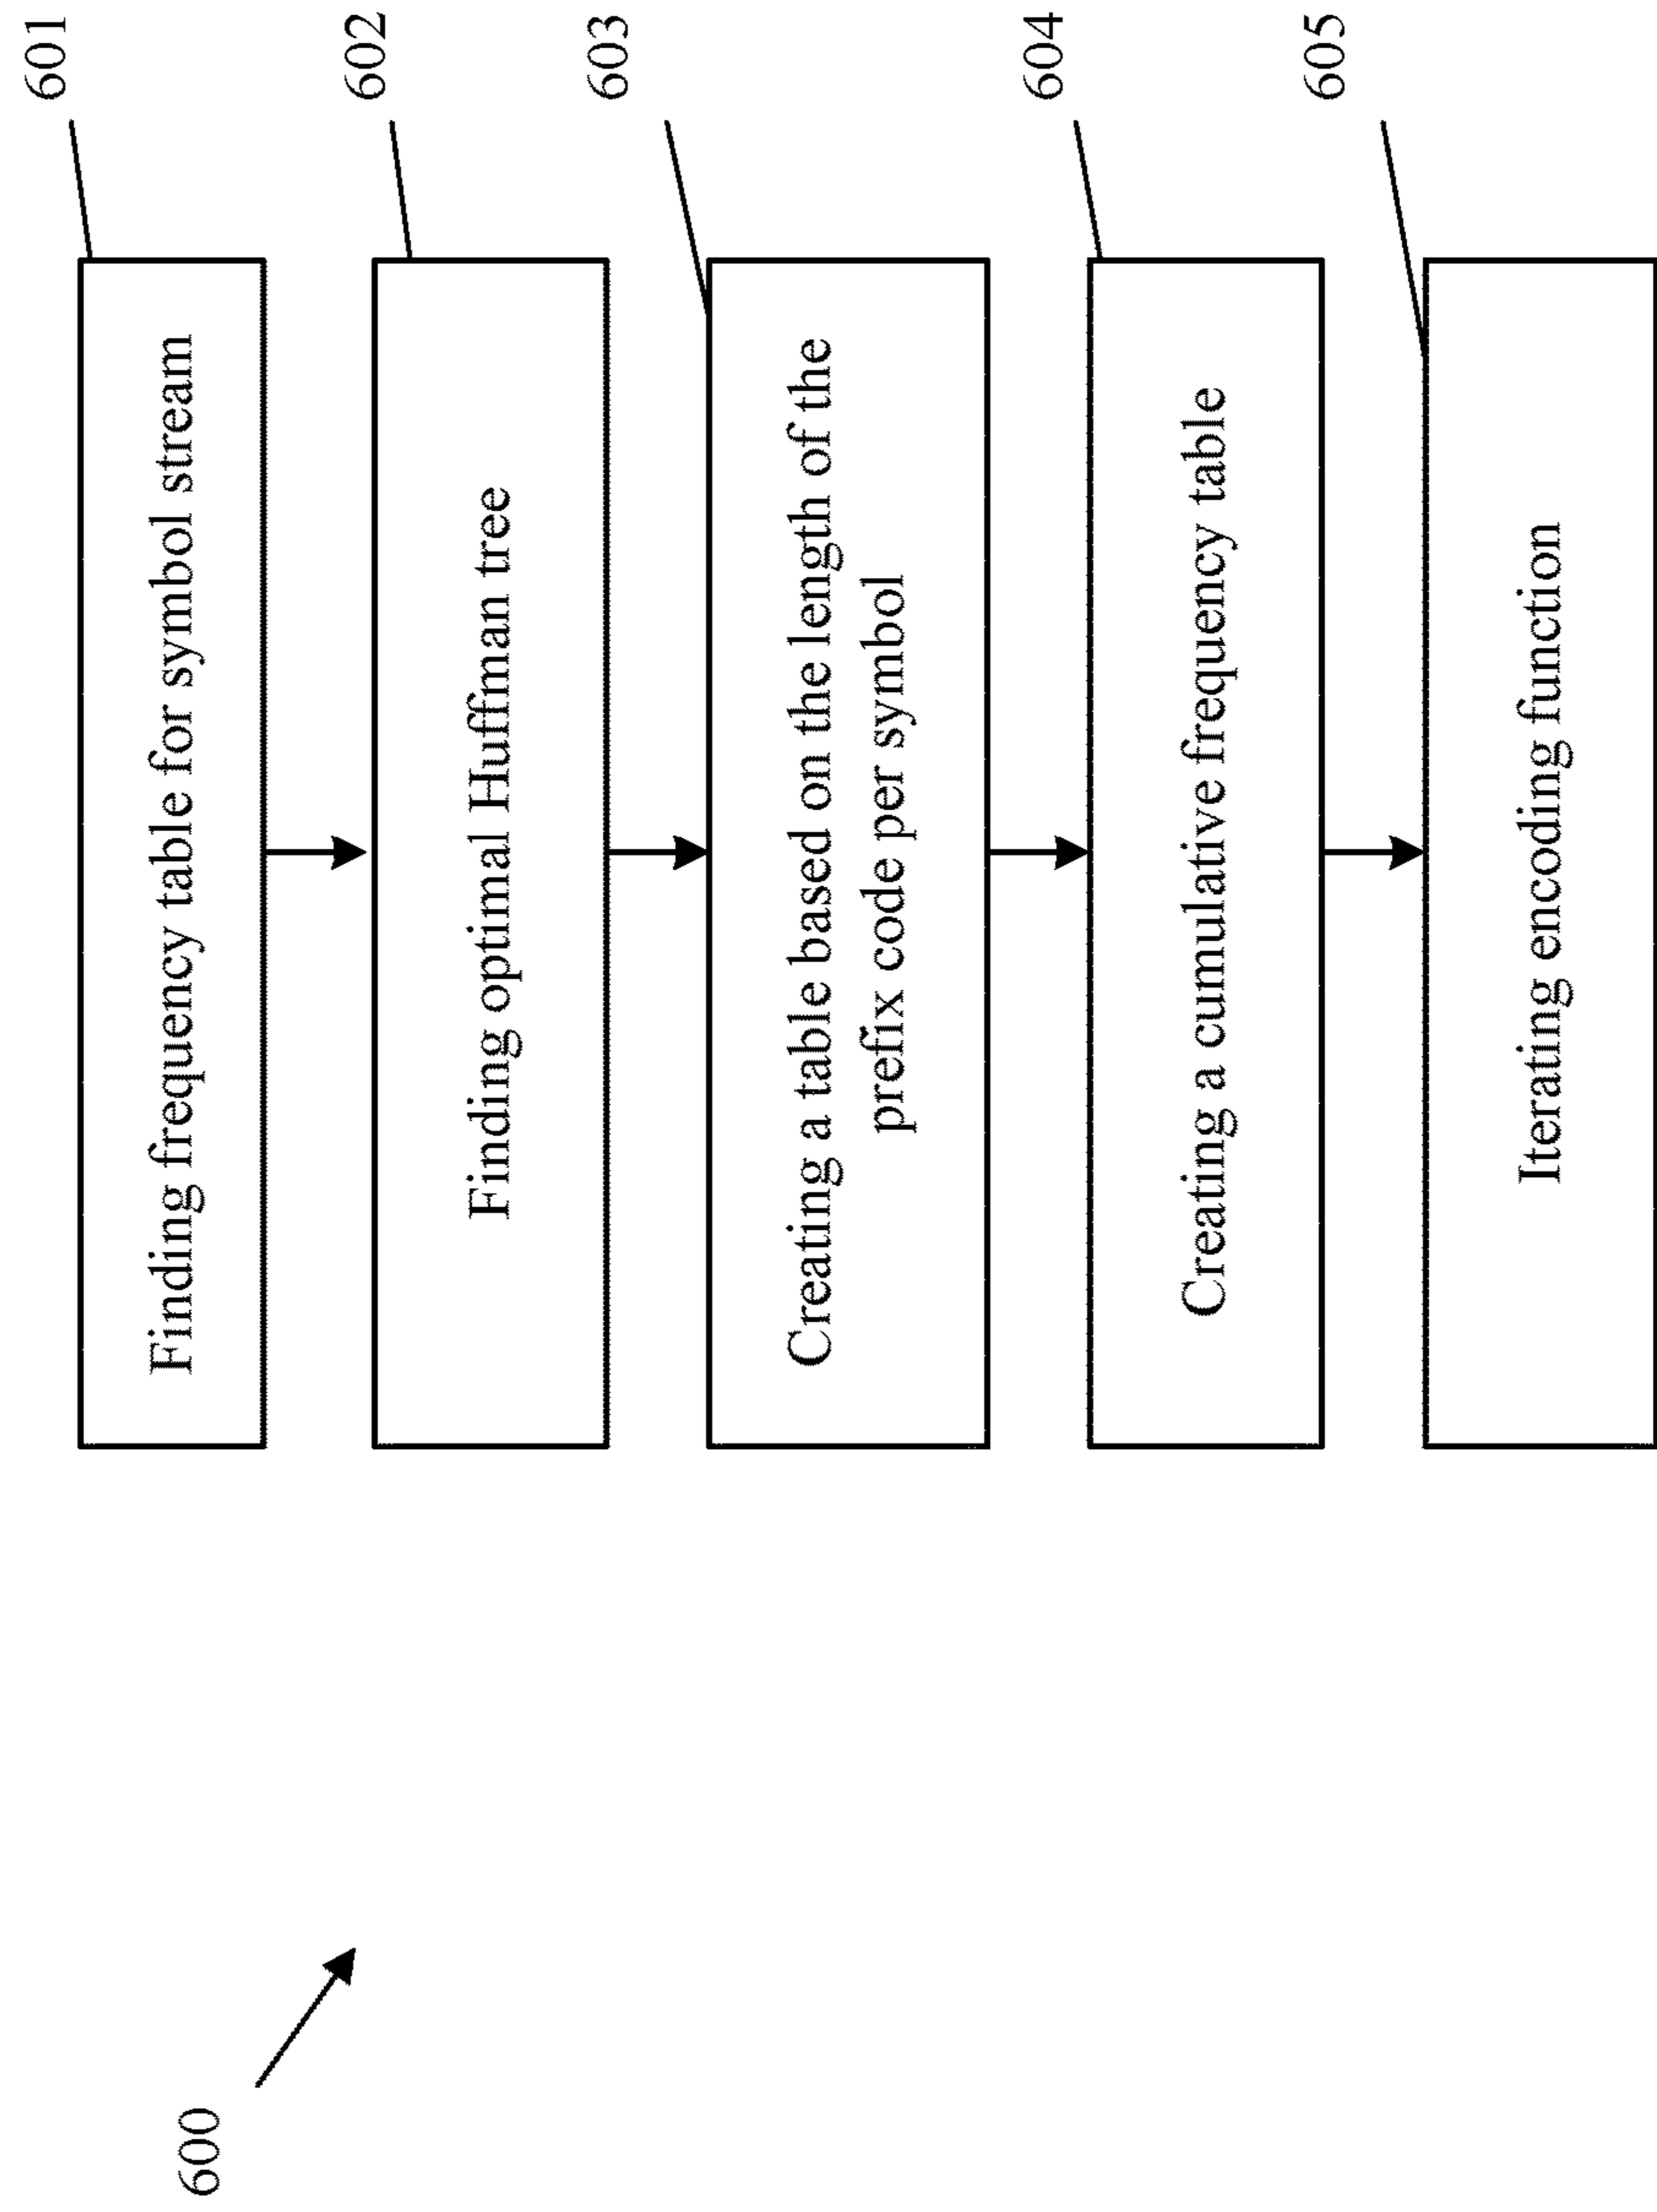 600
601
Finding frequency table for symbol stream
602
Finding optimal Huffman tree
603
Creating a table based on the length of the
prefix code per symbol
604
Creating a cumulative frequency table
605
Iterating encoding function